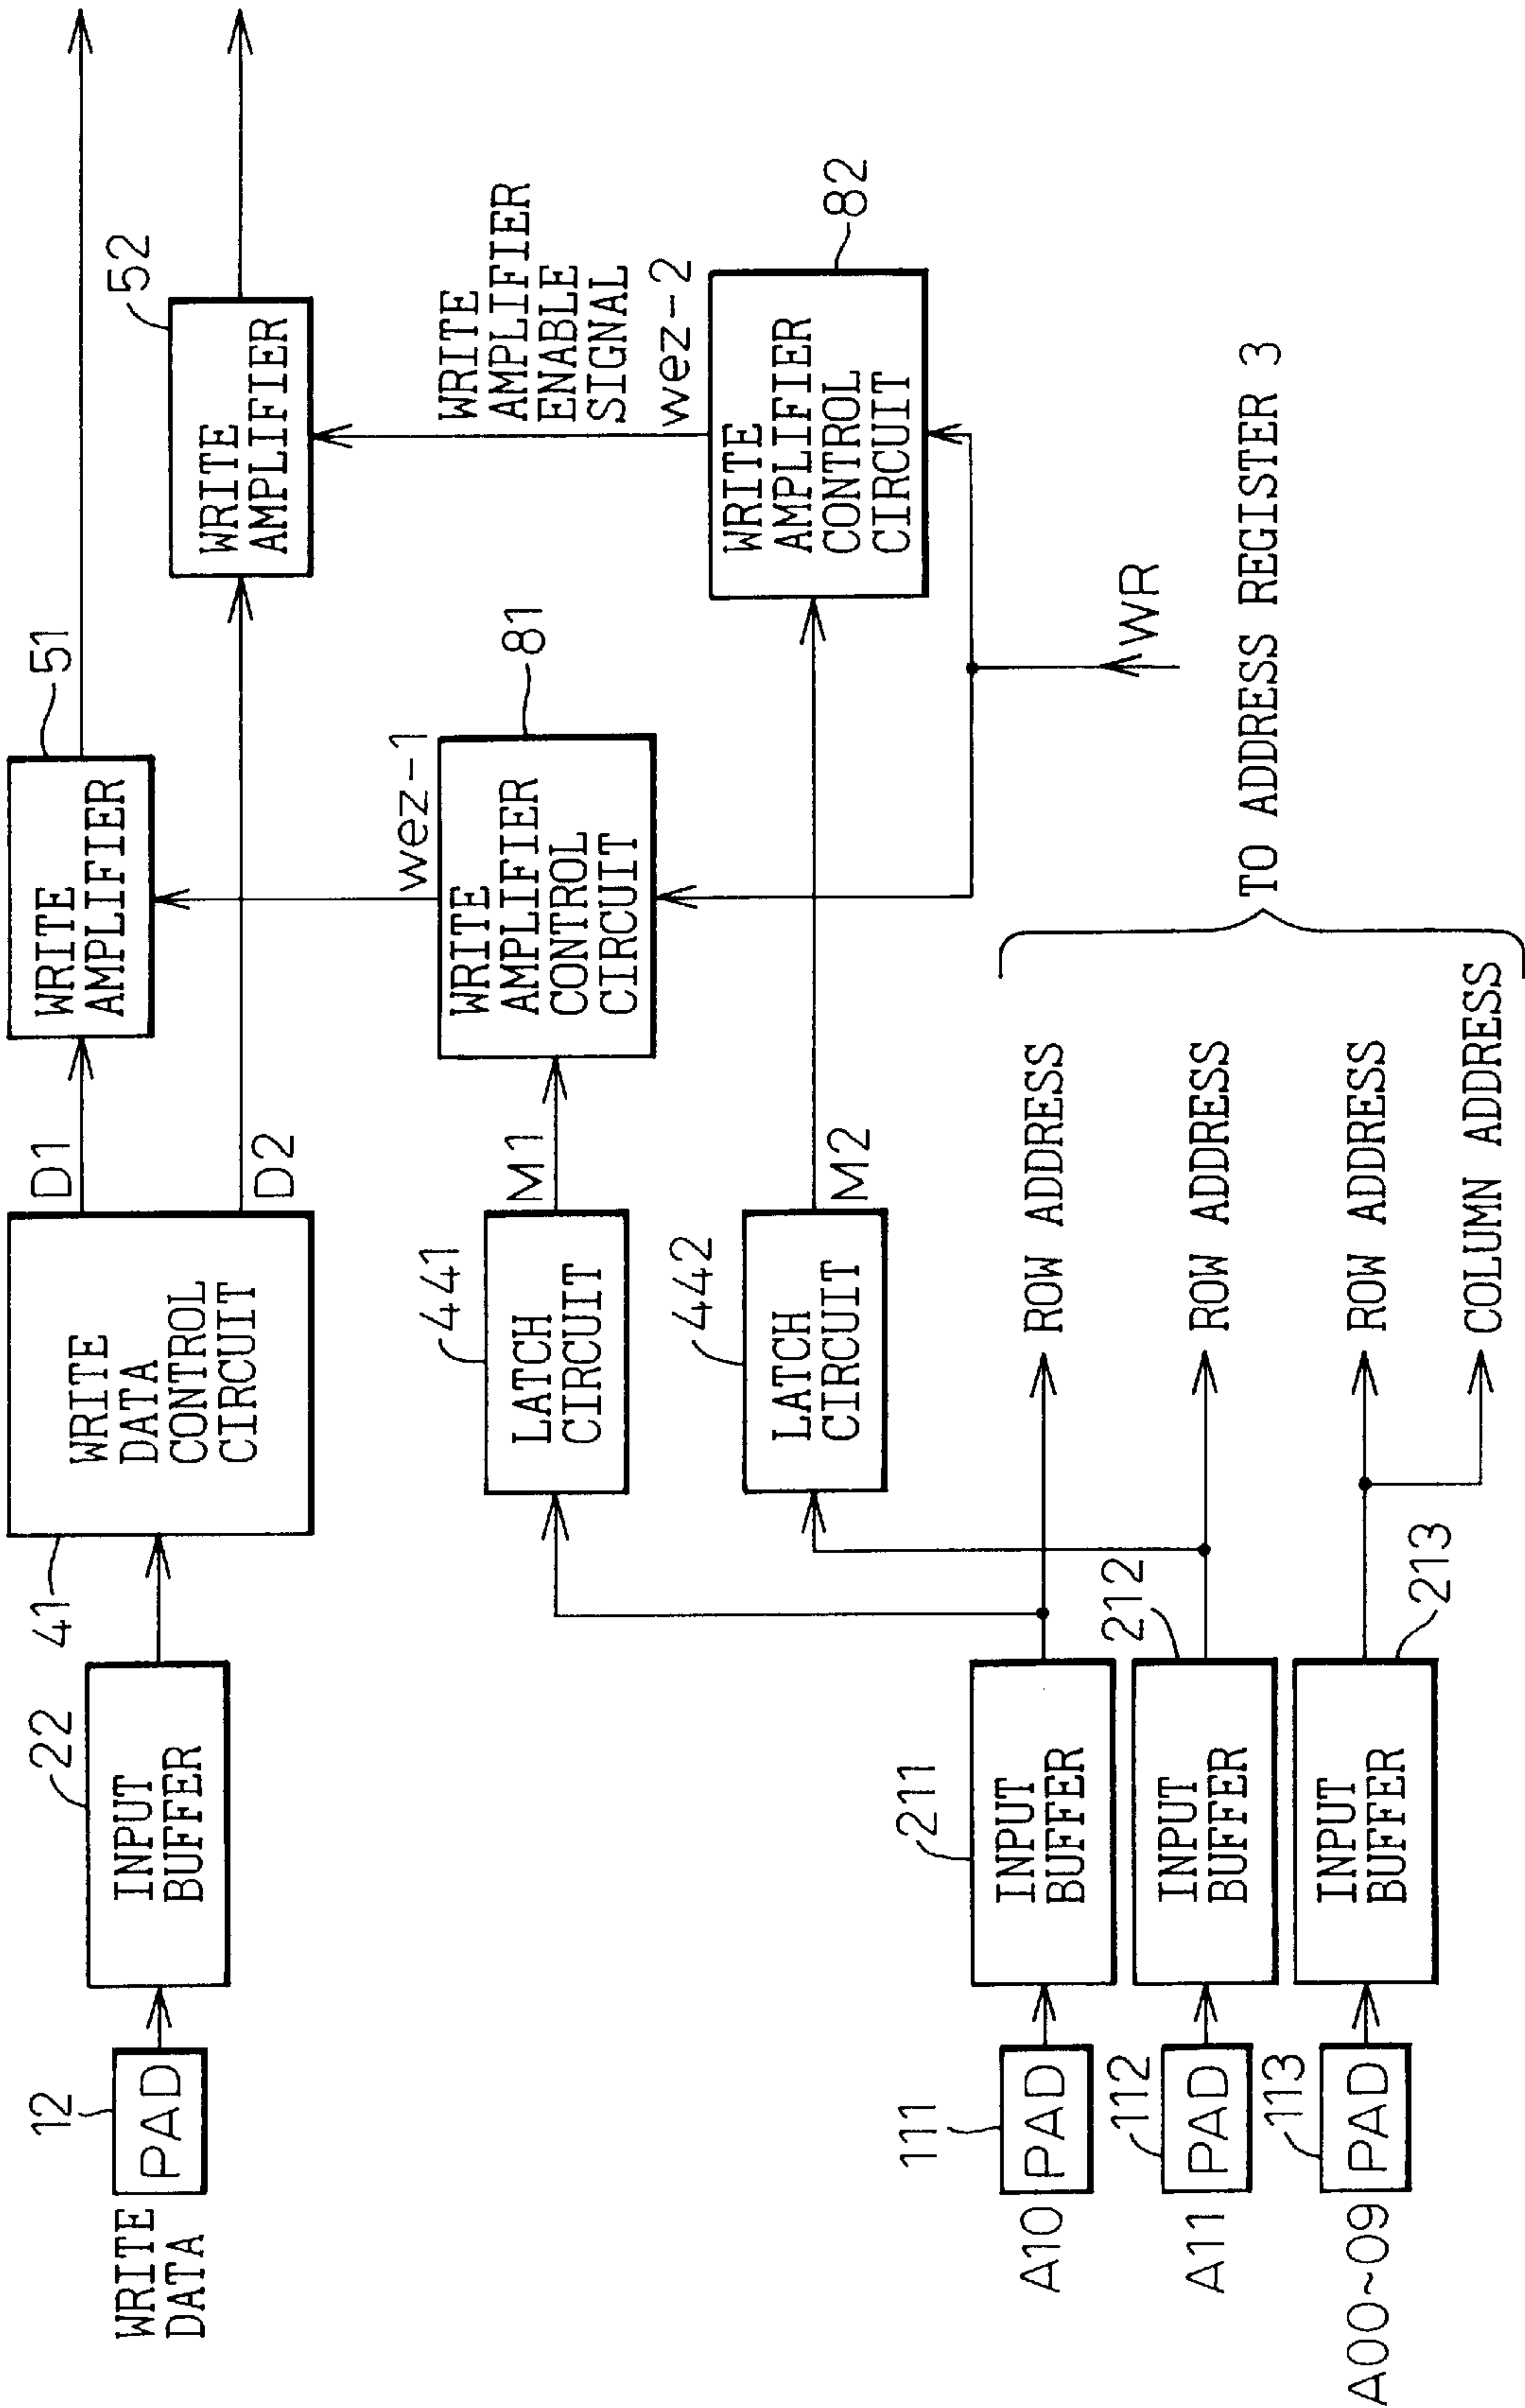 WRITE
DATA
12
PAD
22
INPUT
BUFFER
41
WRITE
DATA
CONTROL
CIRCUIT
D1
D2
51
WRITE
AMPLIFIER
52
WRITE
AMPLIFIER
441
LATCH
CIRCUIT
M1
81
WRITE
AMPLIFIER
CONTROL
CIRCUIT
wez-1
442
LATCH
CIRCUIT
M2
82
WRITE
AMPLIFIER
CONTROL
CIRCUIT
WRITE
AMPLIFIER
ENABLE
SIGNAL
wez-2
WR
A10
111
PAD
211
INPUT
BUFFER
ROW ADDRESS
A11
112
PAD
212
INPUT
BUFFER
ROW ADDRESS
A00~09
113
PAD
213
INPUT
BUFFER
ROW ADDRESS
COLUMN ADDRESS
TO ADDRESS REGISTER 3